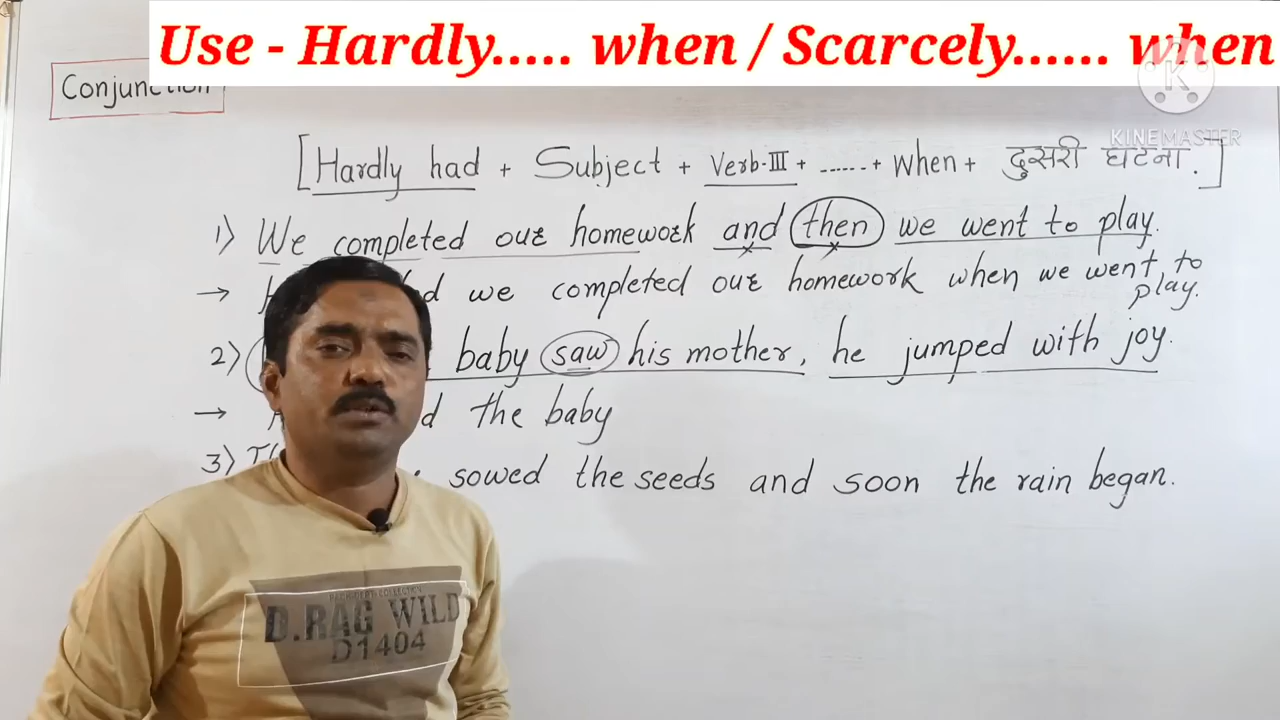 Use - Hardly..... when / Scarcely...... when
Conjunction
KINEMASTER
[Hardly had + Subject + Verb-III + ...... + when + दुसरी घटना.]
1) We completed our homework and then we went to play.
→ we completed our homework when we went to play.
2) baby saw his mother, he jumped with joy.
→ the baby
3) sowed the seeds and soon the rain began.
D.RAG WILD
D1404